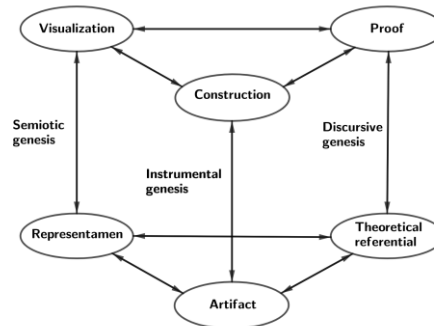 Visualization
Proof
Construction
Semiotic
genesis
Instrumental
genesis
Discursive
genesis
Representamen
Theoretical
referential
Artifact